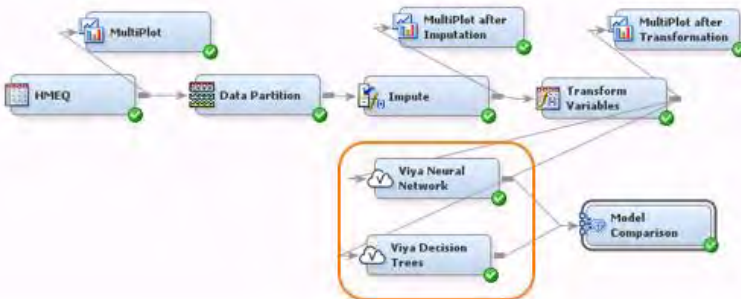 MultiPlot
MultiPlot after
Imputation
MultiPlot after
Transformation
HMEQ
Data Partition
Impute
Transform
Variables
Viya Neural
Network
Viya Decision
Trees
Model
Comparison